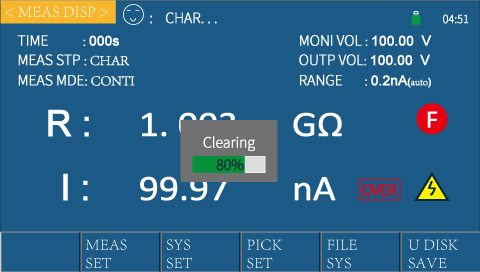 < MEAS DISP > : CHAR... 04:51
TIME : 000s MONI VOL : 100.00 V
MEAS STP : CHAR OUTP VOL: 100.00 V
MEAS MDE: CONTI RANGE : 0.2nA(auto)
R : GΩ F
Clearing
80%
I : 99.97 nA OVER
MEAS SET
SYS SET
PICK SET
FILE SYS
U DISK SAVE